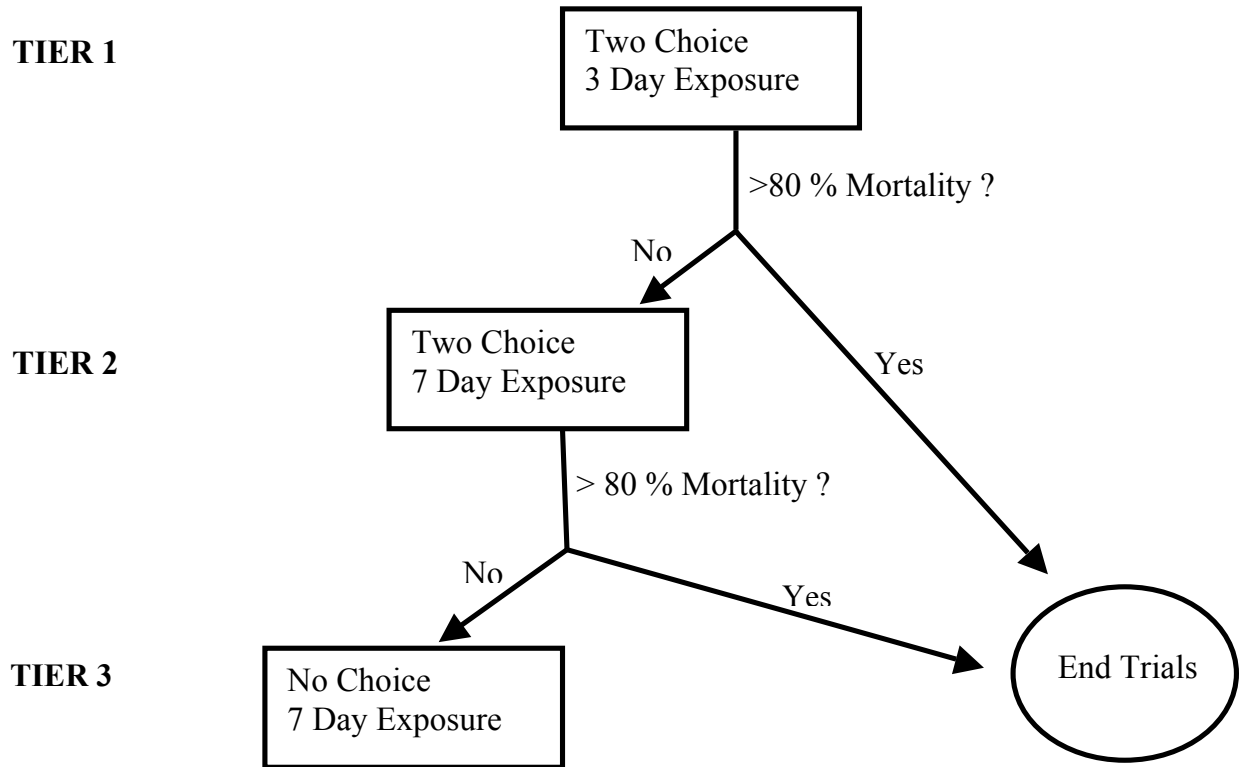 TIER 1
Two Choice
3 Day Exposure
>80 % Mortality ?
No
Yes
TIER 2
Two Choice
7 Day Exposure
> 80 % Mortality ?
No
Yes
TIER 3
No Choice
7 Day Exposure
End Trials